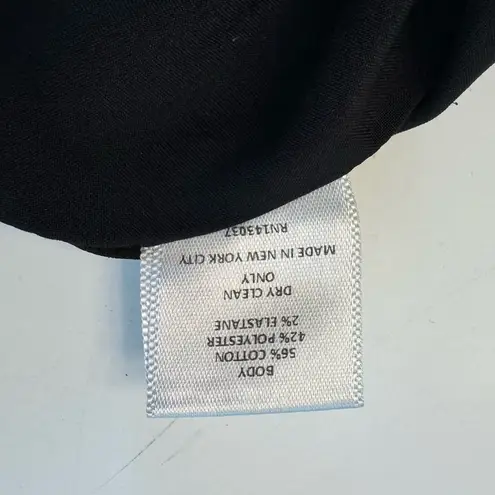 BODY
56% COTTON
42% POLYESTER
2% ELASTANE
DRY CLEAN
ONLY
MADE IN NEW YORK CITY
RN143037